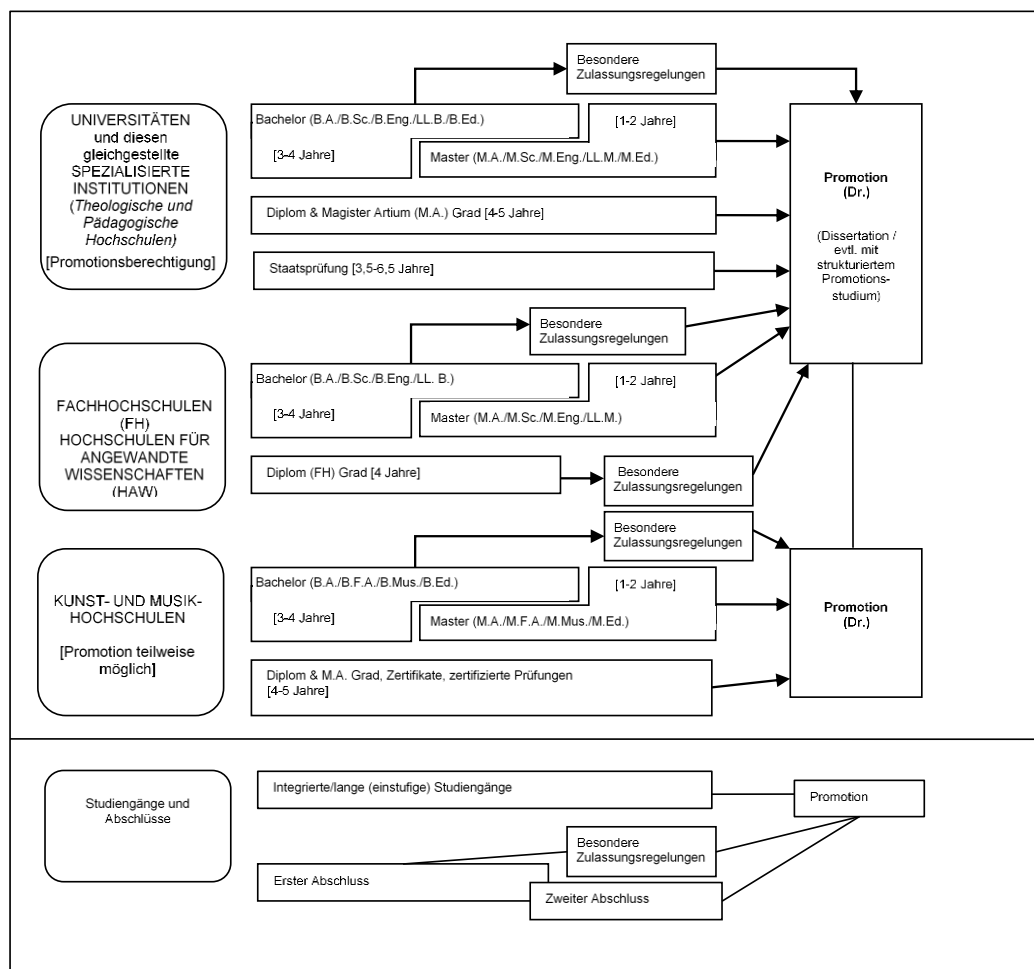 Besondere
Zulassungsregelungen
UNIVERSITÄTEN
und diesen
gleichgestellte
SPEZIALISIERTE
INSTITUTIONEN
(Theologische und
Pädagogische
Hochschulen)
[Promotionsberechtigung]
Bachelor (B.A./B.Sc./B.Eng./LL.B./B.Ed.)
[3-4 Jahre]
[1-2 Jahre]
Master (M.A./M.Sc./M.Eng./LL.M./M.Ed.)
Diplom & Magister Artium (M.A.) Grad [4-5 Jahre]
Staatsprüfung [3,5-6,5 Jahre]
Promotion
(Dr.)
(Dissertation /
evtl. mit
strukturiertem
Promotions-
studium)
Besondere
Zulassungsregelungen
FACHHOCHSCHULEN
(FH)
HOCHSCHULEN FÜR
ANGEWANDTE
WISSENSCHAFTEN
(HAW)
Bachelor (B.A./B.Sc./B.Eng./LL. B.)
[3-4 Jahre]
[1-2 Jahre]
Master (M.A./M.Sc./M.Eng./LL.M.)
Diplom (FH) Grad [4 Jahre]
Besondere
Zulassungsregelungen
Besondere
Zulassungsregelungen
KUNST- UND MUSIK-
HOCHSCHULEN
[Promotion teilweise
möglich]
Bachelor (B.A./B.F.A./B.Mus./B.Ed.)
[3-4 Jahre]
[1-2 Jahre]
Master (M.A./M.F.A./M.Mus./M.Ed.)
Diplom & M.A. Grad, Zertifikate, zertifizierte Prüfungen
[4-5 Jahre]
Promotion
(Dr.)
Studiengänge und
Abschlüsse
Integrierte/lange (einstufige) Studiengänge
Promotion
Besondere
Zulassungsregelungen
Erster Abschluss
Zweiter Abschluss